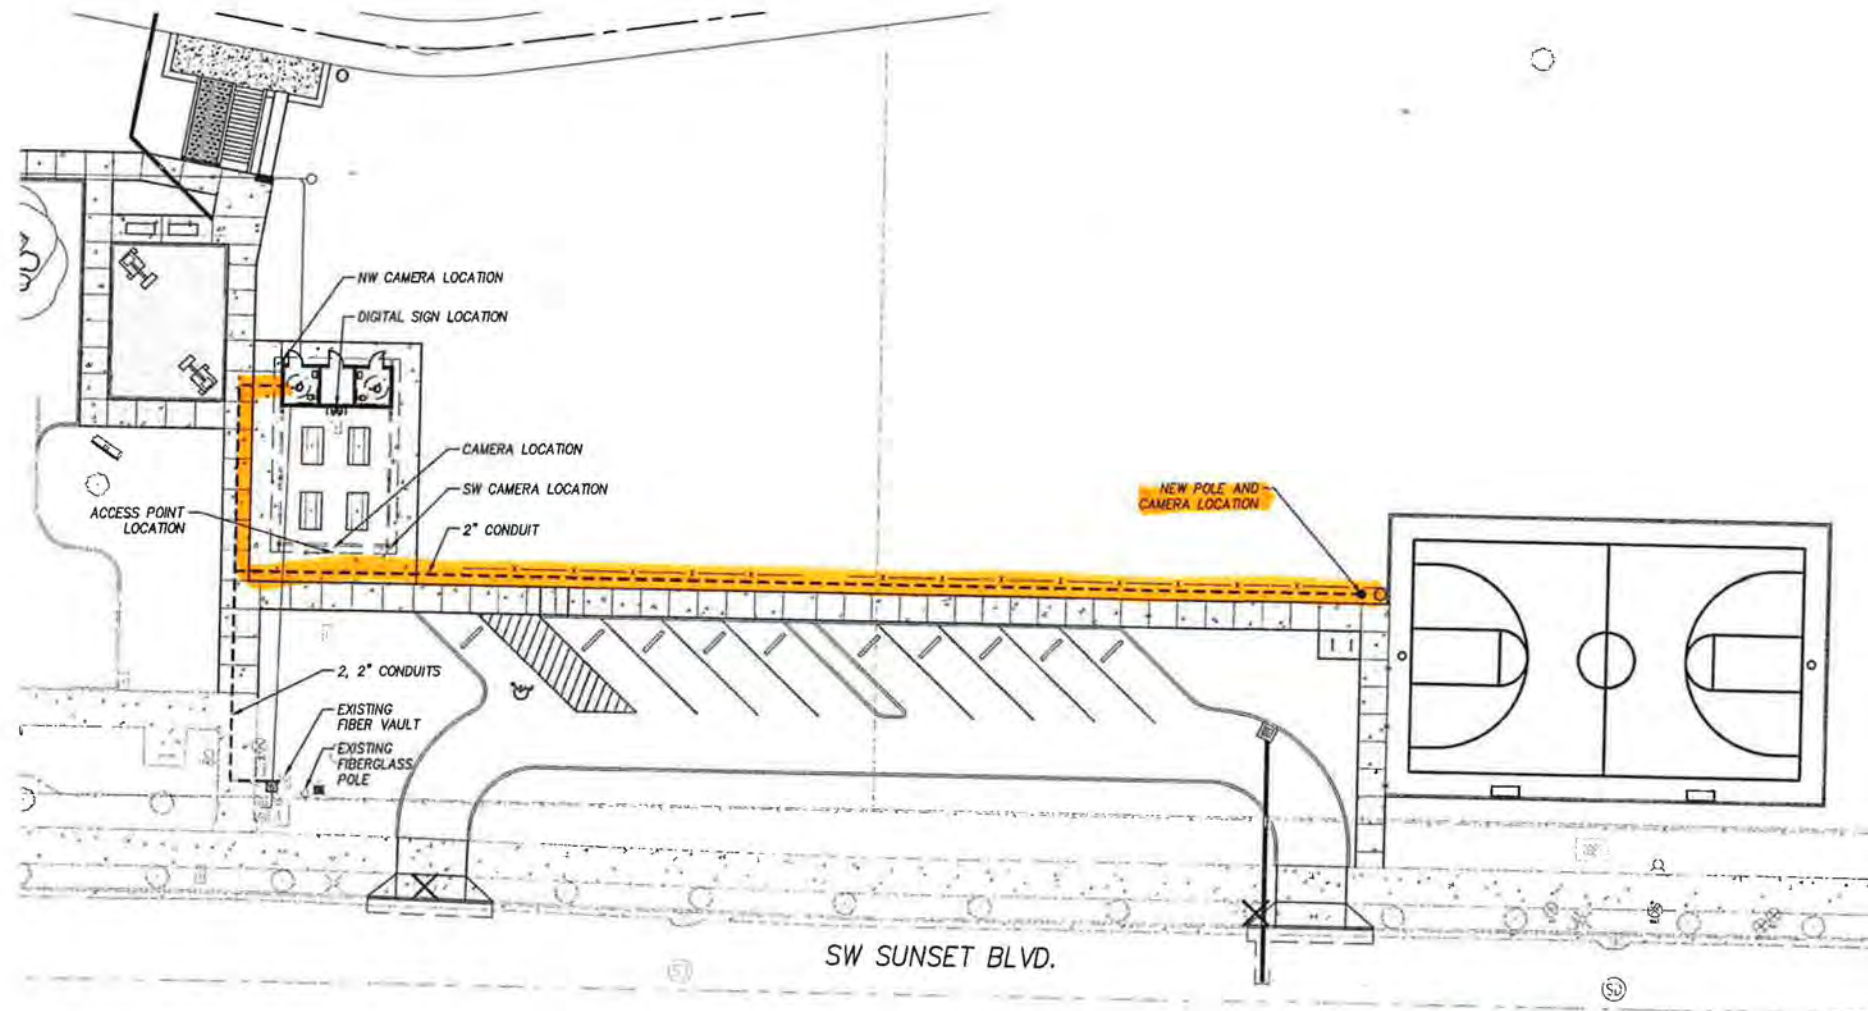 NW CAMERA LOCATION
DIGITAL SIGN LOCATION
CAMERA LOCATION
SW CAMERA LOCATION
ACCESS POINT
LOCATION
2" CONDUIT
NEW POLE AND
CAMERA LOCATION
2, 2" CONDUITS
EXISTING
FIBER VAULT
EXISTING
FIBERGLASS
POLE
SW SUNSET BLVD.
SD